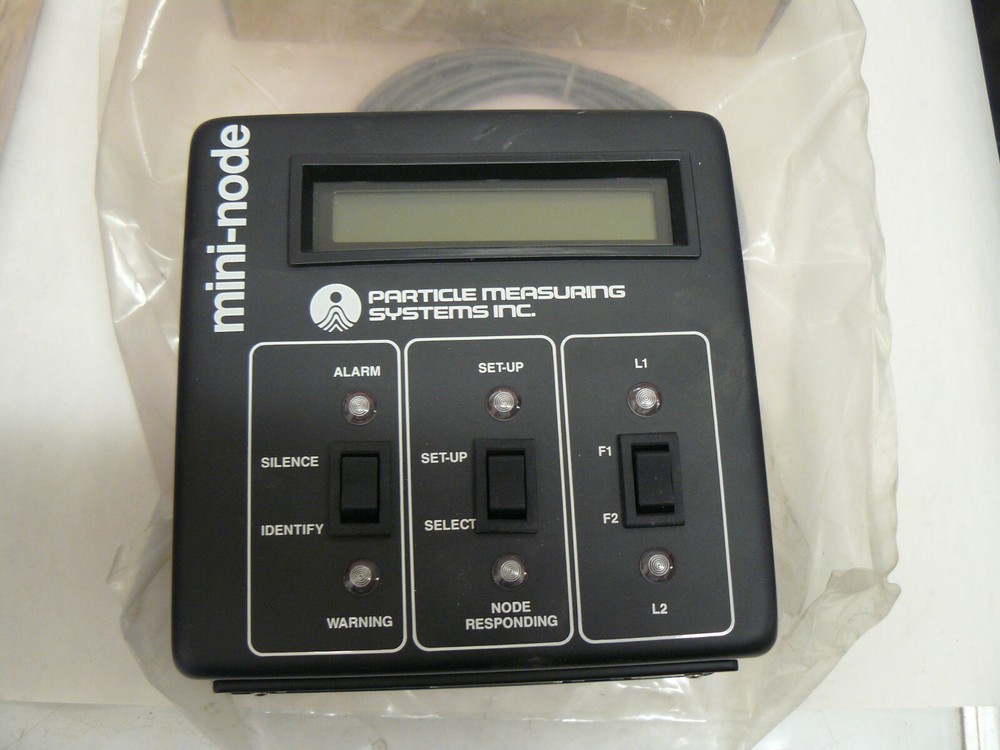 mini-node
PARTICLE MEASURING
SYSTEMS INC.
ALARM
SILENCE
IDENTIFY
WARNING
SET-UP
SET-UP
SELECT
NODE
RESPONDING
L1
F1
F2
L2